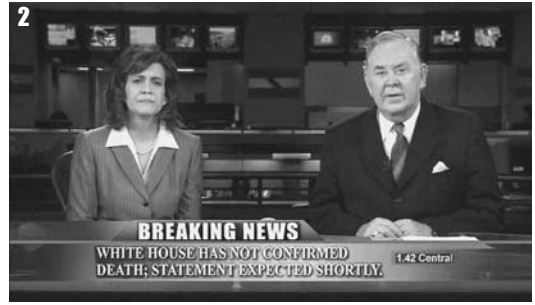 2
BREAKING NEWS
WHITE HOUSE HAS NOT CONFIRMED
DEATH; STATEMENT EXPECTED SHORTLY.
1.42 Central